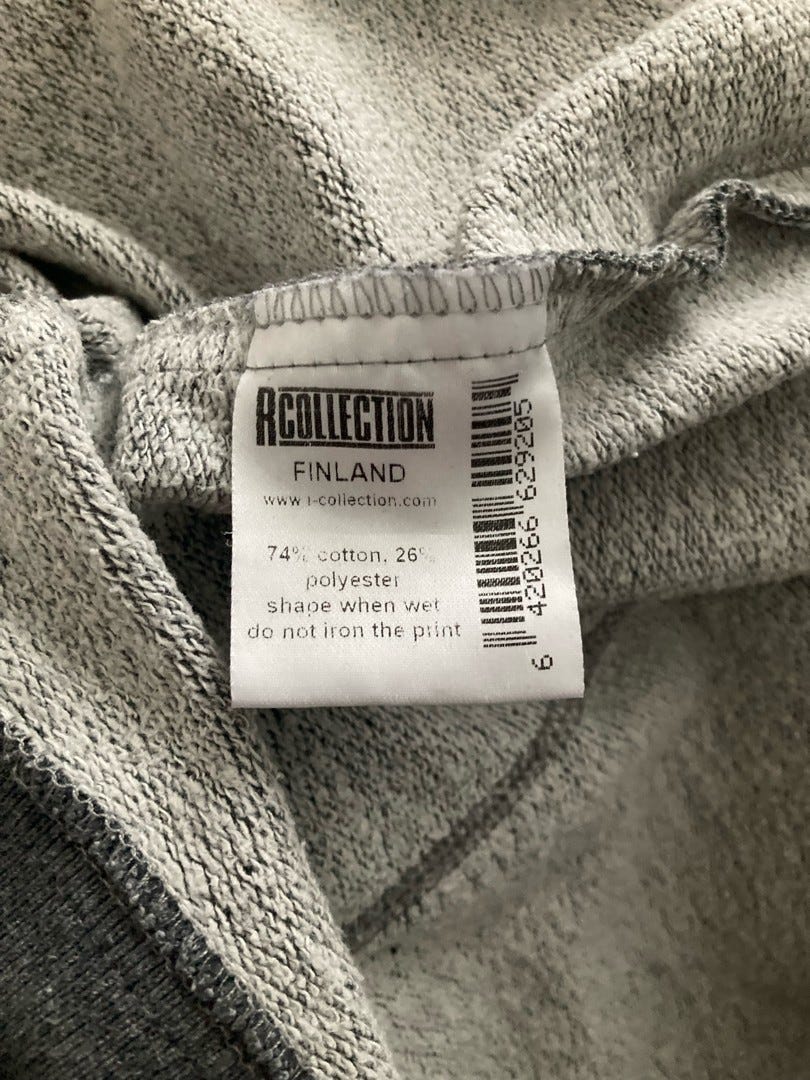 RCOLLECTION
FINLAND
www.r-collection.com
74% cotton, 26%
polyester
shape when wet
do not iron the print
6 420266 629205